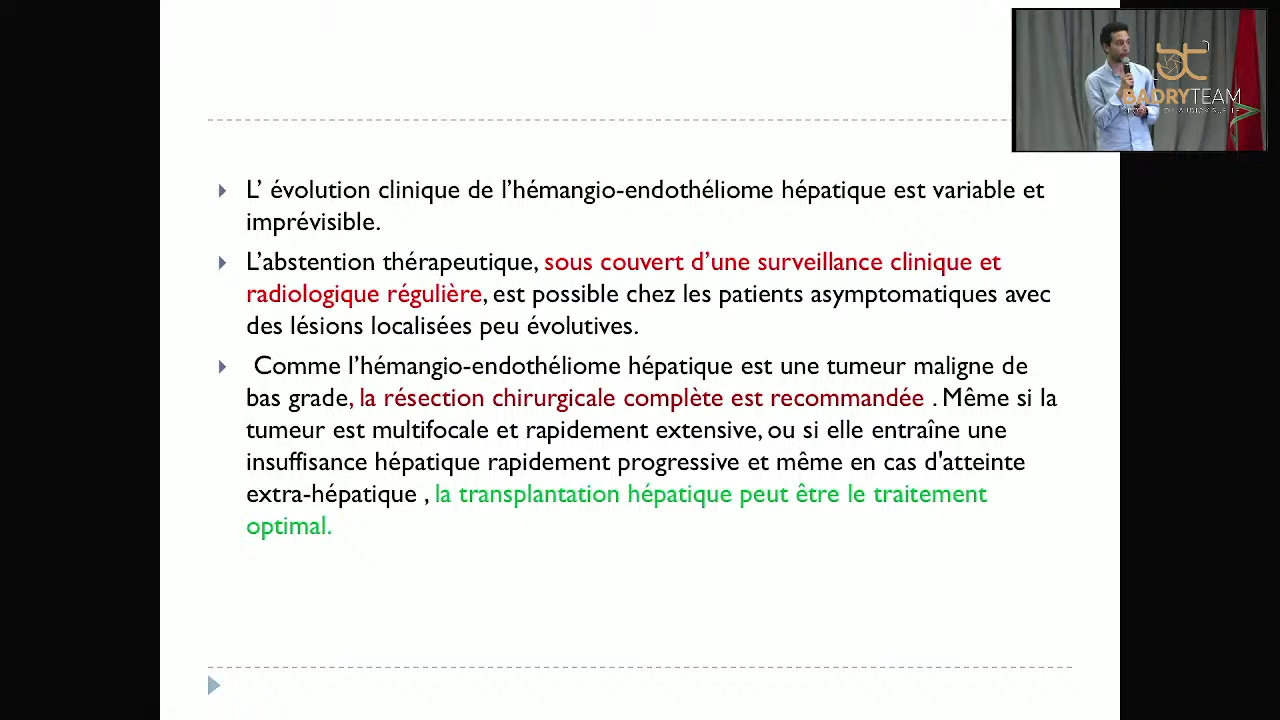 L' évolution clinique de l'hémangio-endothéliome hépatique est variable et
imprévisible.
L'abstention thérapeutique, sous couvert d'une surveillance clinique et
radiologique régulière, est possible chez les patients asymptomatiques avec
des lésions localisées peu évolutives.
Comme l'hémangio-endothéliome hépatique est une tumeur maligne de
bas grade, la résection chirurgicale complète est recommandée . Même si la
tumeur est multifocale et rapidement extensive, ou si elle entraîne une
insuffisance hépatique rapidement progressive et même en cas d'atteinte
extra-hépatique , la transplantation hépatique peut être le traitement
optimal.
BADRYTEAM